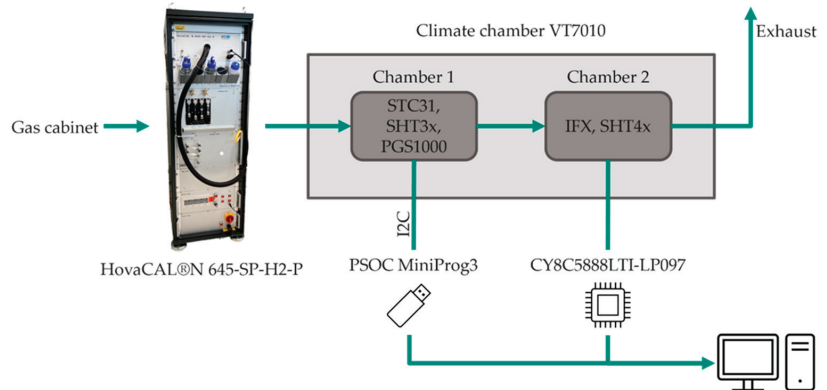 Climate chamber VT7010
Exhaust
Chamber 1
Chamber 2
Gas cabinet
STC31,
SHT3x,
PGS1000
IFX, SHT4x
I2C
HovaCAL®N 645-SP-H2-P
PSOC MiniProg3
CY8C5888LTI-LP097